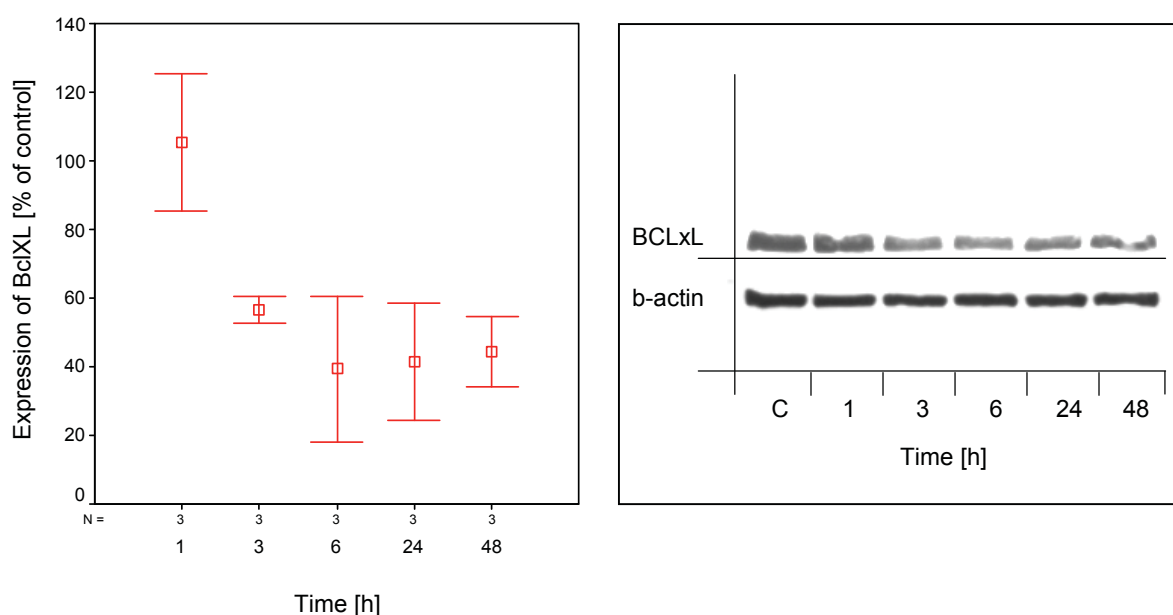 Expression of BclXL [% of control]
140
120
100
80
60
40
20
0
N = 3 3 3 3 3
1 3 6 24 48
Time [h]
BCLxL
b-actin
C 1 3 6 24 48
Time [h]